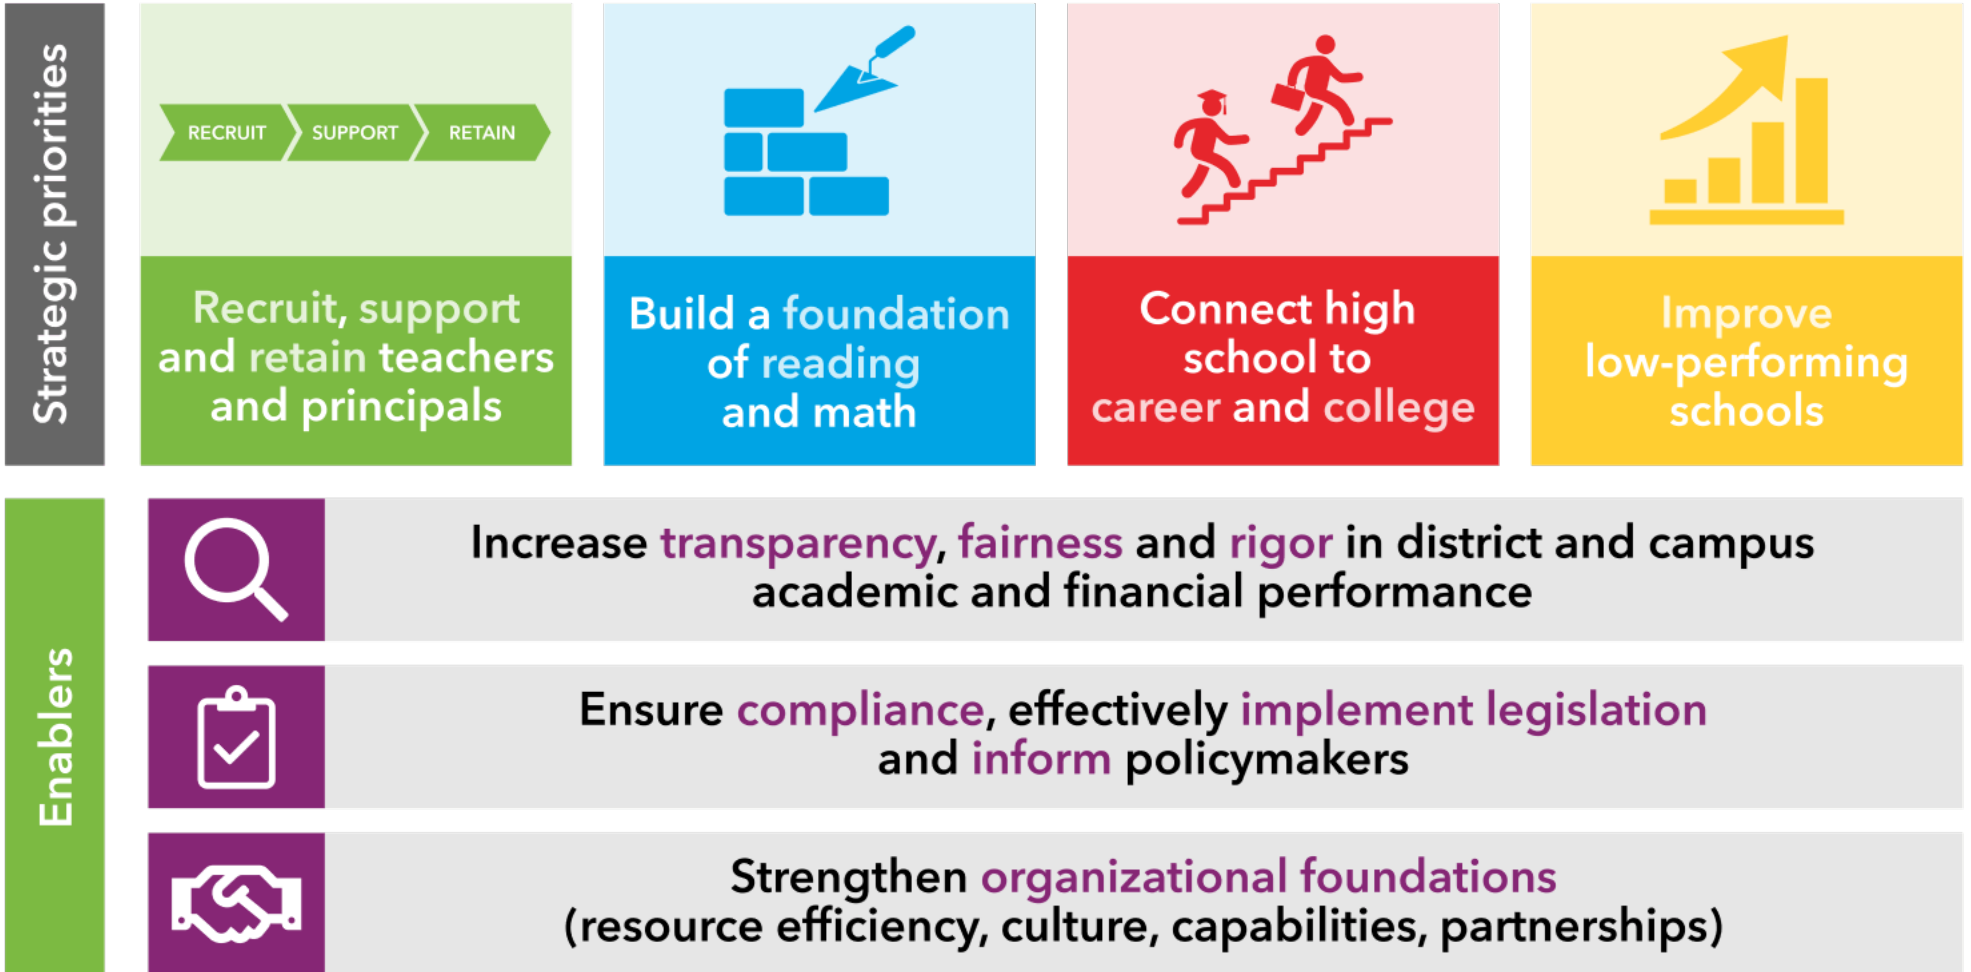 Strategic priorities
RECRUIT
SUPPORT
RETAIN
Recruit, support
and retain teachers
and principals
Build a foundation
of reading
and math
Connect high
school to
career and college
Improve
low-performing
schools
Enablers
Increase transparency, fairness and rigor in district and campus
academic and financial performance
Ensure compliance, effectively implement legislation
and inform policymakers
Strengthen organizational foundations
(resource efficiency, culture, capabilities, partnerships)